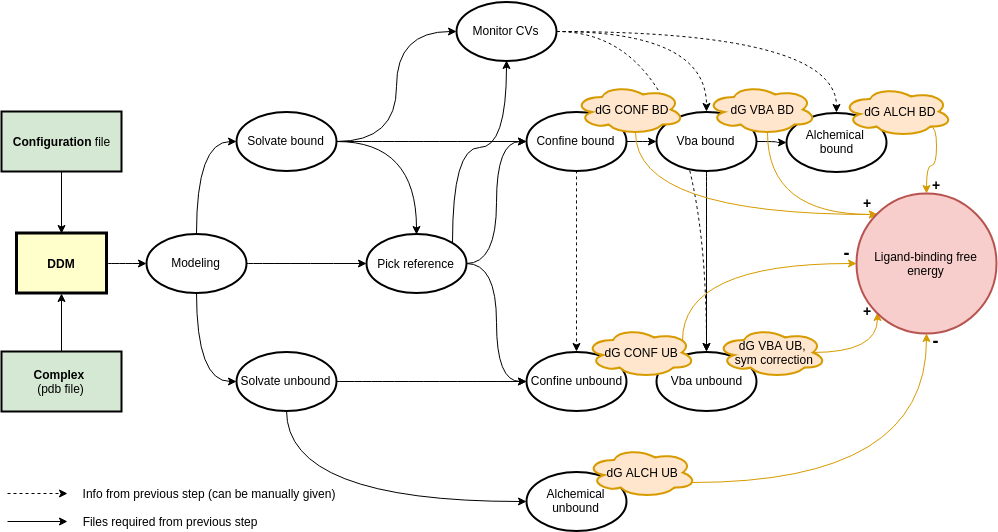 Monitor CVs
dG CONF BD
dG VBA BD
dG ALCH BD
Configuration file
Solvate bound
Confine bound
Vba bound
Alchemical
bound
+
+
DDM
Modeling
Pick reference
-
Ligand-binding free
energy
+
-
dG CONF UB
dG VBA UB,
sym correction
Complex
(pdb file)
Solvate unbound
Confine unbound
Vba unbound
dG ALCH UB
Alchemical
unbound
Info from previous step (can be manually given)
Files required from previous step